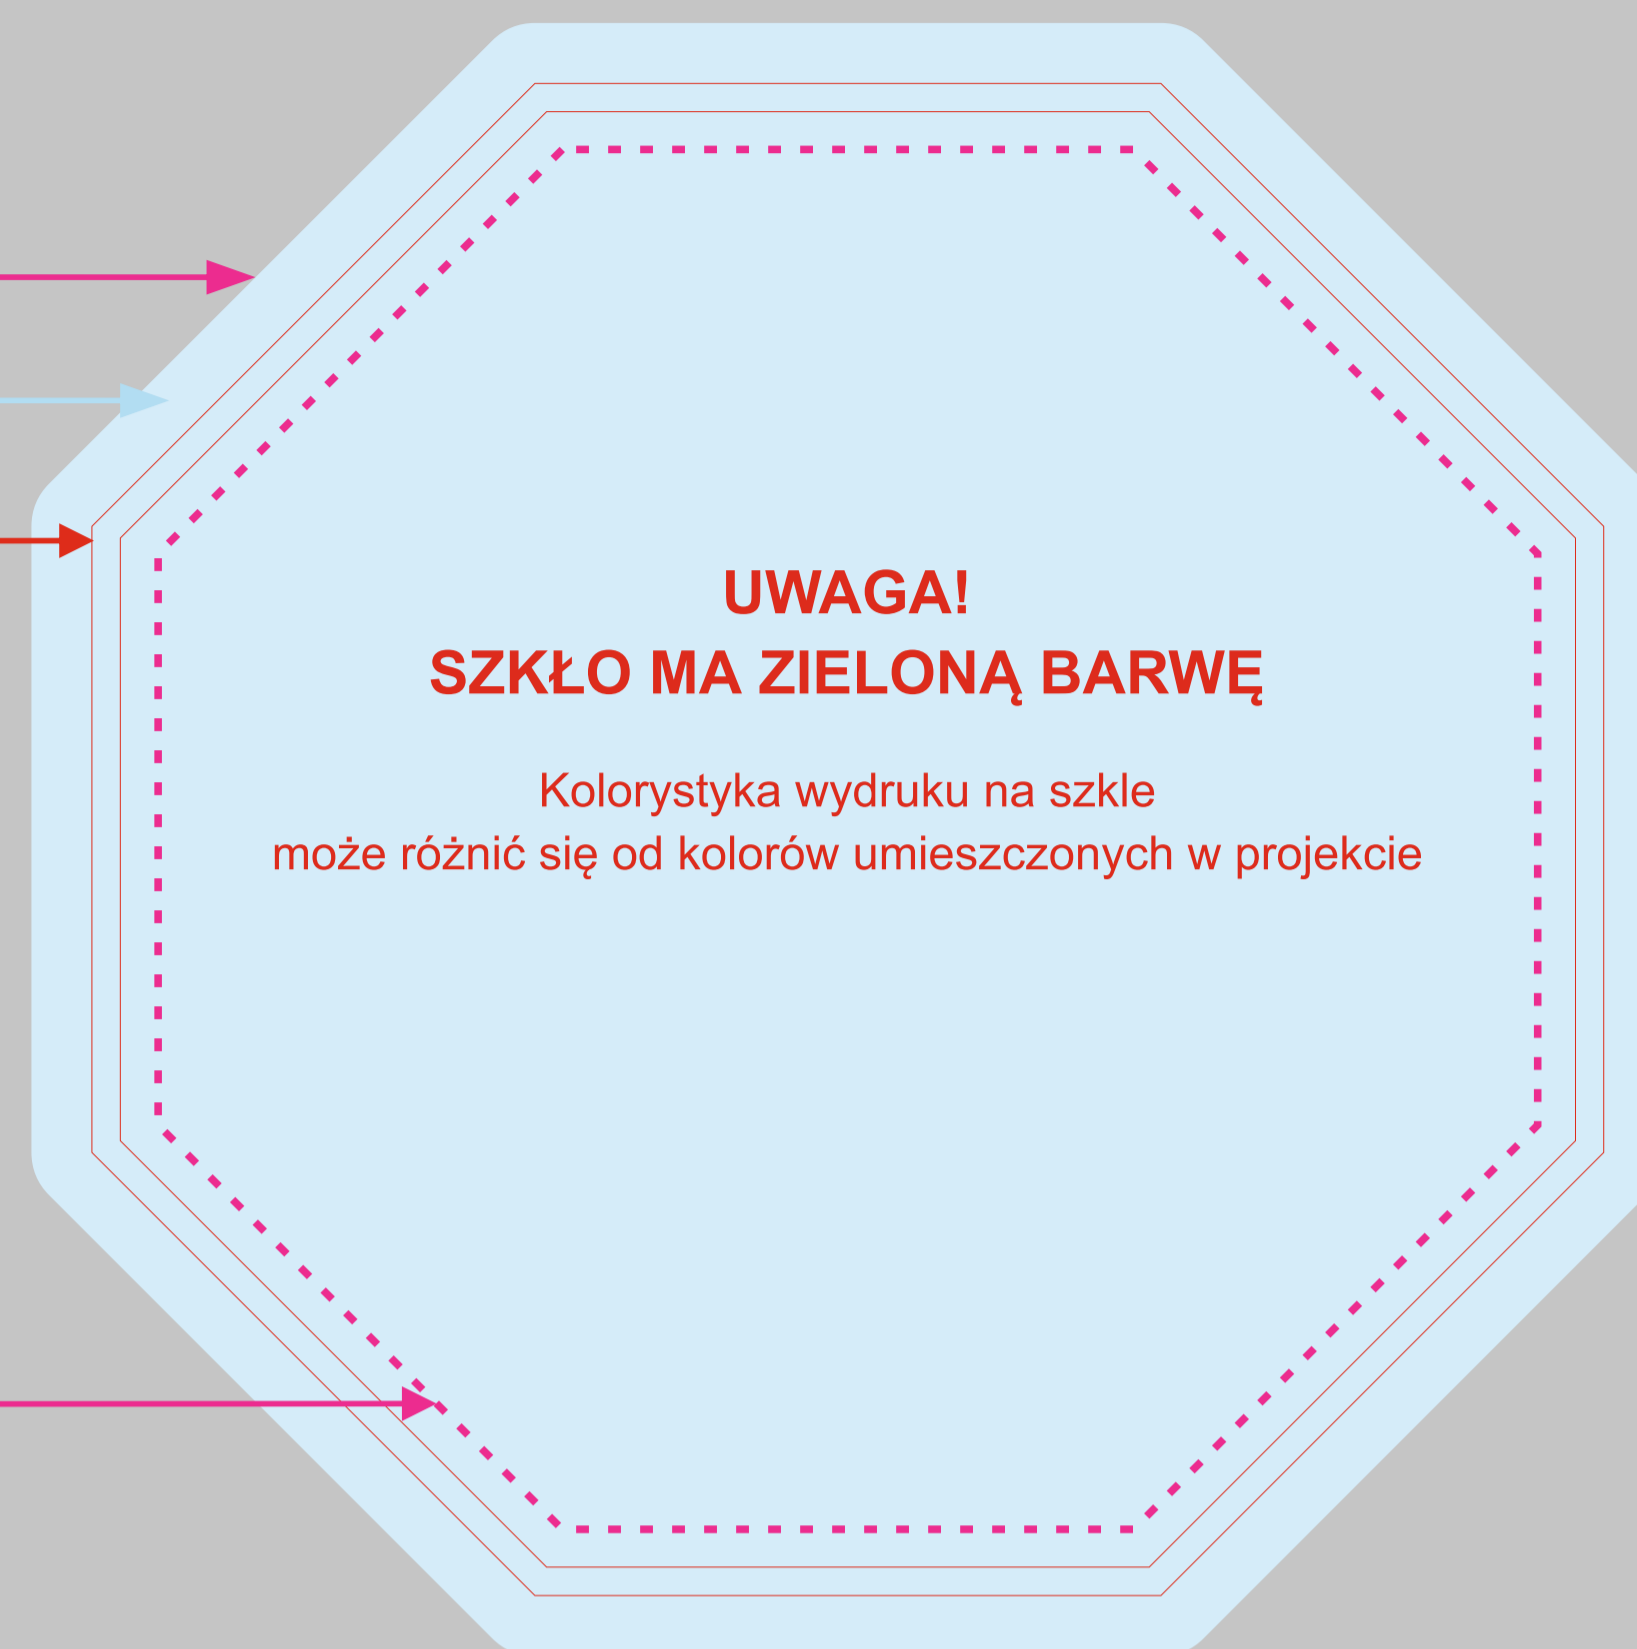 UWAGA!
SZKŁO MA ZIELONĄ BARWĘ
Kolorystyka wydruku na szkle
może różnić się od kolorów umieszczonych w projekcie